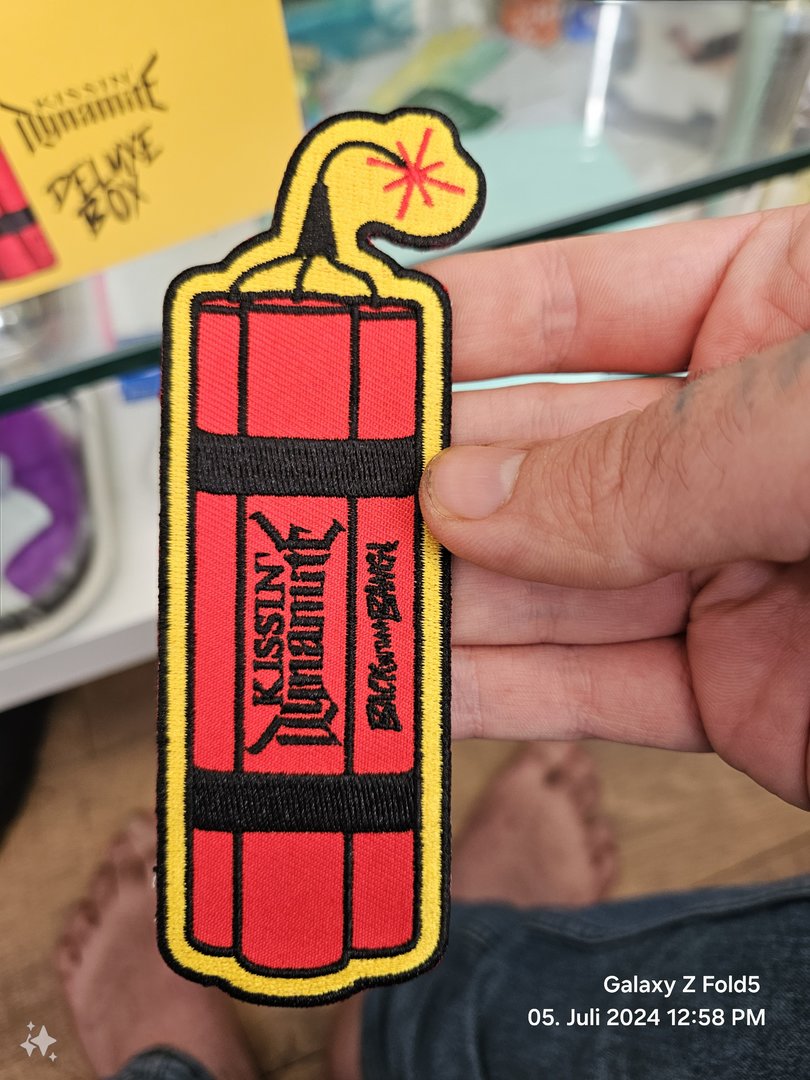 KISSIN'
Dynamite
DELUXE
BOX
KISSIN'
Dynamite
BACK WITH A BANG!
Galaxy Z Fold5
05. Juli 2024 12:58 PM